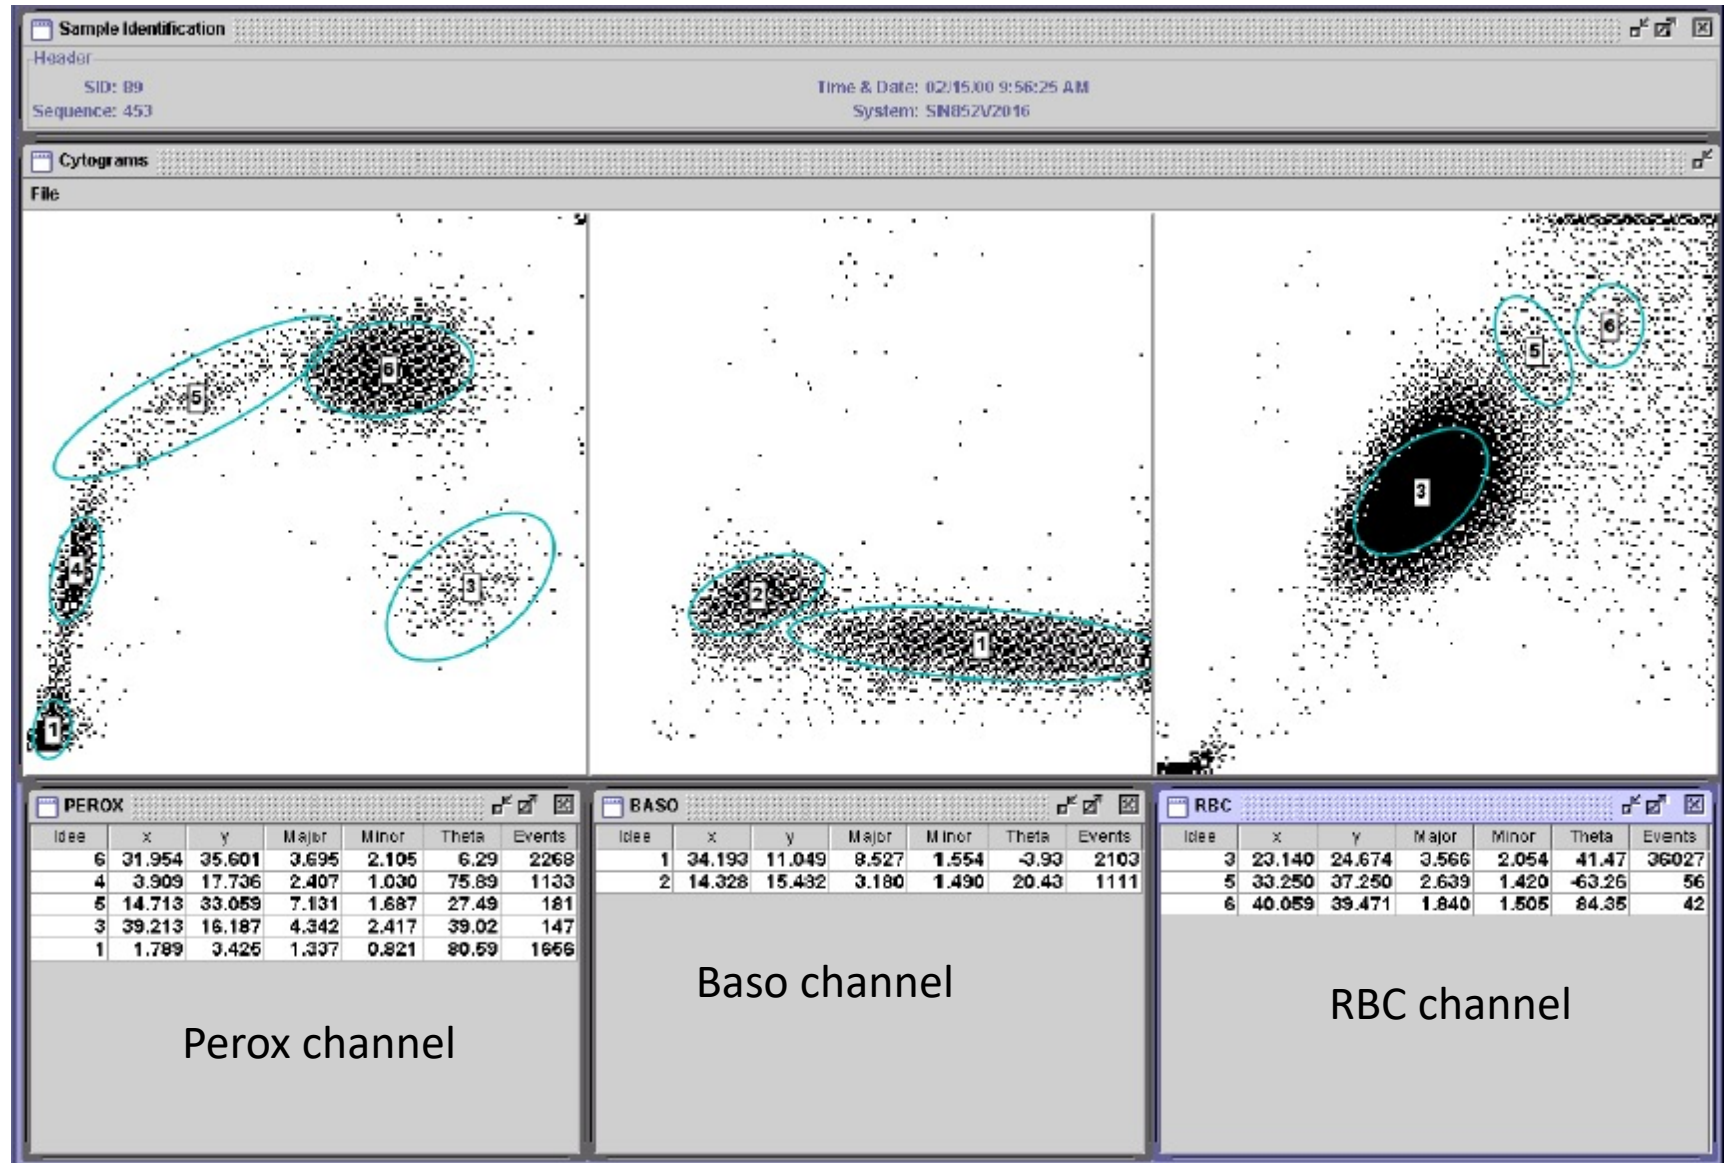 Sample Identification
Header
SID: 89
Time & Date: 02/15/00 9:56:25 AM
Sequence: 453
System: SN852V2016
Cytograms
File
5
6
4
3
1
2
1
5
6
3
PEROX
Idee x y Major Minor Theta Events
6 31.954 35.601 3.695 2.105 6.29 2268
4 3.909 17.736 2.407 1.030 75.89 1133
5 14.713 33.059 7.131 1.687 27.49 181
3 39.213 16.187 4.342 2.417 39.02 147
1 1.789 3.425 1.337 0.821 80.59 1656
Perox channel
BASO
Idee x y Major Minor Theta Events
1 34.193 11.049 8.527 1.554 -3.93 2103
2 14.328 15.432 3.180 1.490 20.43 1111
Baso channel
RBC
Idee x y Major Minor Theta Events
3 23.140 24.674 3.566 2.054 41.47 36027
5 33.250 37.250 2.639 1.420 -63.26 56
6 40.059 39.471 1.840 1.505 84.35 42
RBC channel